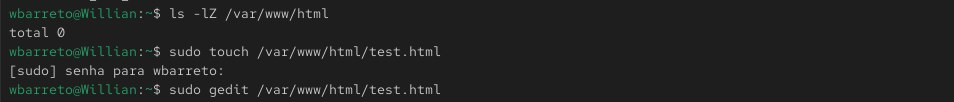 wbarreto@Willian:~$ ls -lZ /var/www/html
total 0
wbarreto@Willian:~$ sudo touch /var/www/html/test.html
[sudo] senha para wbarreto:
wbarreto@Willian:~$ sudo gedit /var/www/html/test.html